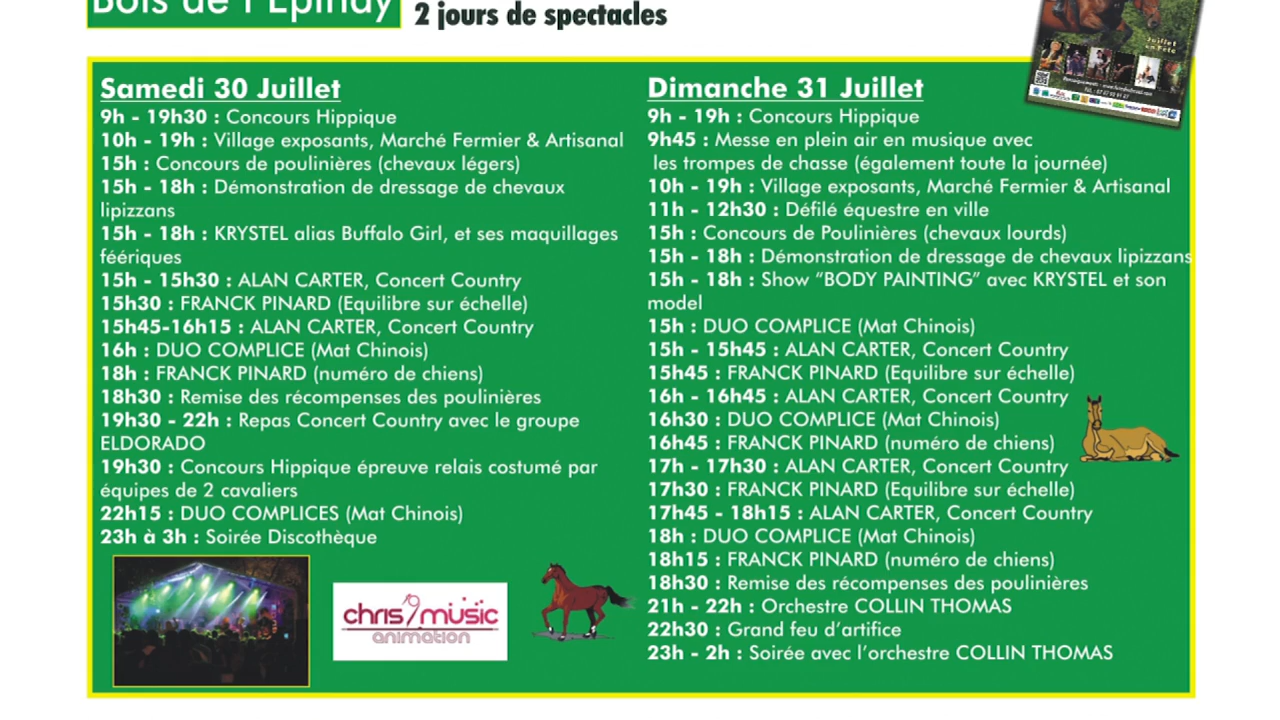 Bois de l'Epinay
2 jours de spectacles
Juillet
en Fête
Samedi 30 Juillet
9h - 19h30 : Concours Hippique
10h - 19h : Village exposants, Marché Fermier & Artisanal
15h : Concours de poulinières (chevaux légers)
15h - 18h : Démonstration de dressage de chevaux
lipizzans
15h - 18h : KRYSTEL alias Buffalo Girl, et ses maquillages
féériques
15h - 15h30 : ALAN CARTER, Concert Country
15h30 : FRANCK PINARD (Equilibre sur échelle)
15h45-16h15 : ALAN CARTER, Concert Country
16h : DUO COMPLICE (Mat Chinois)
18h : FRANCK PINARD (numéro de chiens)
18h30 : Remise des récompenses des poulinières
19h30 - 22h : Repas Concert Country avec le groupe
ELDORADO
19h30 : Concours Hippique épreuve relais costumé par
équipes de 2 cavaliers
22h15 : DUO COMPLICES (Mat Chinois)
23h à 3h : Soirée Discothèque
chris music
animation
Dimanche 31 Juillet
9h - 19h : Concours Hippique
9h45 : Messe en plein air en musique avec
les trompes de chasse (également toute la journée)
10h - 19h : Village exposants, Marché Fermier & Artisanal
11h - 12h30 : Défilé équestre en ville
15h : Concours de Poulinières (chevaux lourds)
15h - 18h : Démonstration de dressage de chevaux lipizzans
15h - 18h : Show “BODY PAINTING” avec KRYSTEL et son
model
15h : DUO COMPLICE (Mat Chinois)
15h - 15h45 : ALAN CARTER, Concert Country
15h45 : FRANCK PINARD (Equilibre sur échelle)
16h - 16h45 : ALAN CARTER, Concert Country
16h30 : DUO COMPLICE (Mat Chinois)
16h45 : FRANCK PINARD (numéro de chiens)
17h - 17h30 : ALAN CARTER, Concert Country
17h30 : FRANCK PINARD (Equilibre sur échelle)
17h45 - 18h15 : ALAN CARTER, Concert Country
18h : DUO COMPLICE (Mat Chinois)
18h15 : FRANCK PINARD (numéro de chiens)
18h30 : Remise des récompenses des poulinières
21h - 22h : Orchestre COLLIN THOMAS
22h30 : Grand feu d’artifice
23h - 2h : Soirée avec l’orchestre COLLIN THOMAS